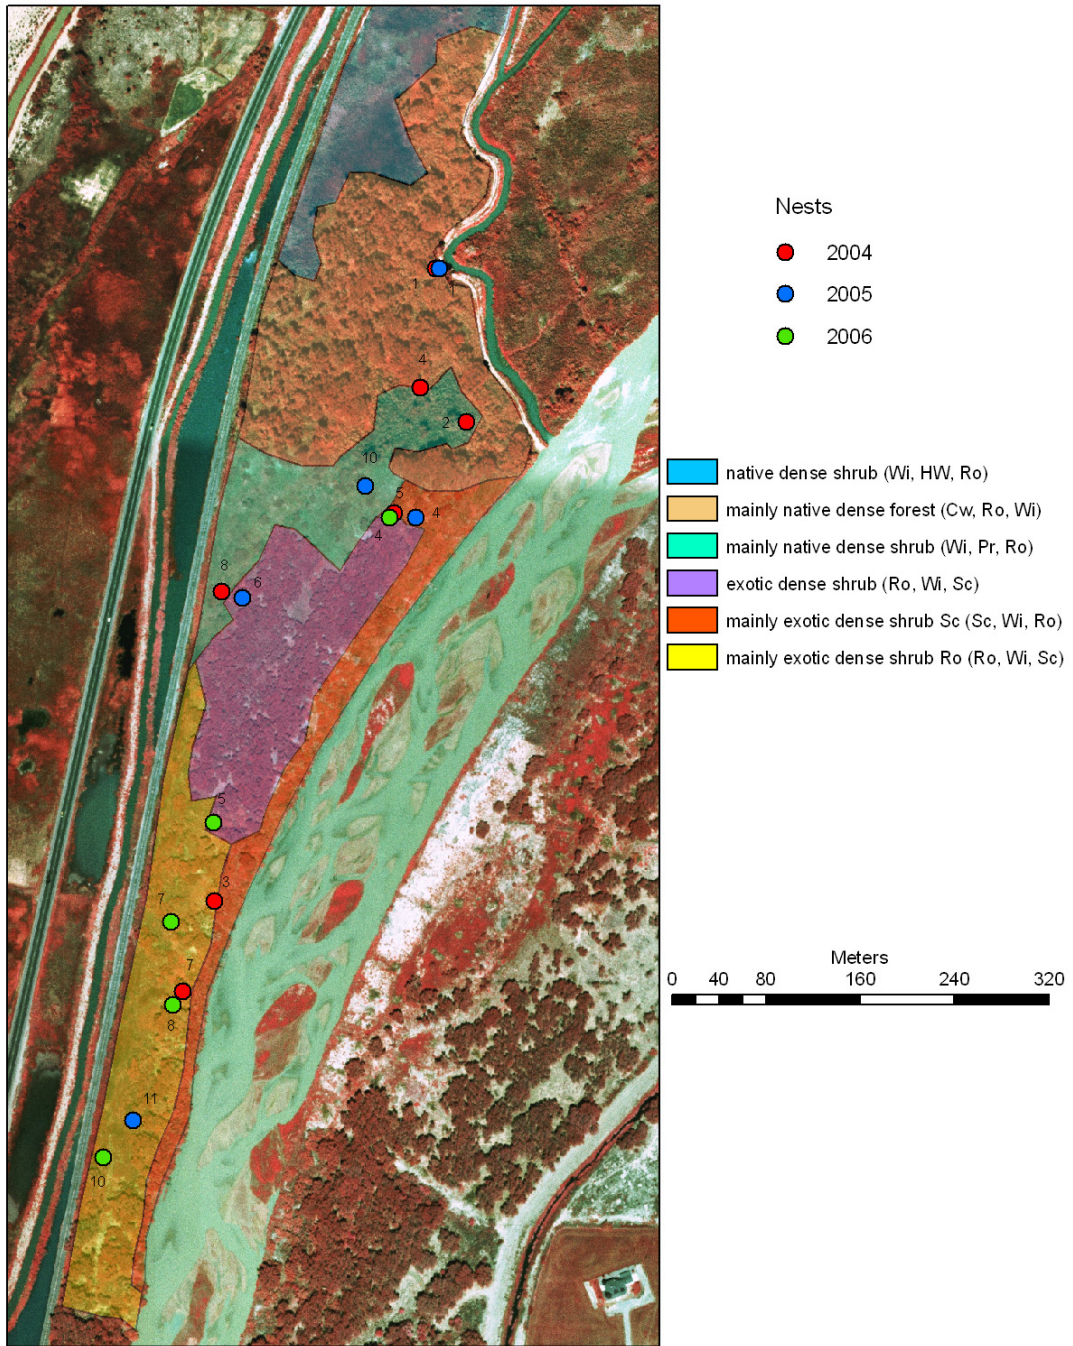 Nests
2004
2005
2006
1 1
4
2
10
5
4
4
8
6
5
3
7
7
8
11
10
native dense shrub (Wi, HW, Ro)
mainly native dense forest (Cw, Ro, Wi)
mainly native dense shrub (Wi, Pr, Ro)
exotic dense shrub (Ro, Wi, Sc)
mainly exotic dense shrub Sc (Sc, Wi, Ro)
mainly exotic dense shrub Ro (Ro, Wi, Sc)
Meters
0 40 80 160 240 320